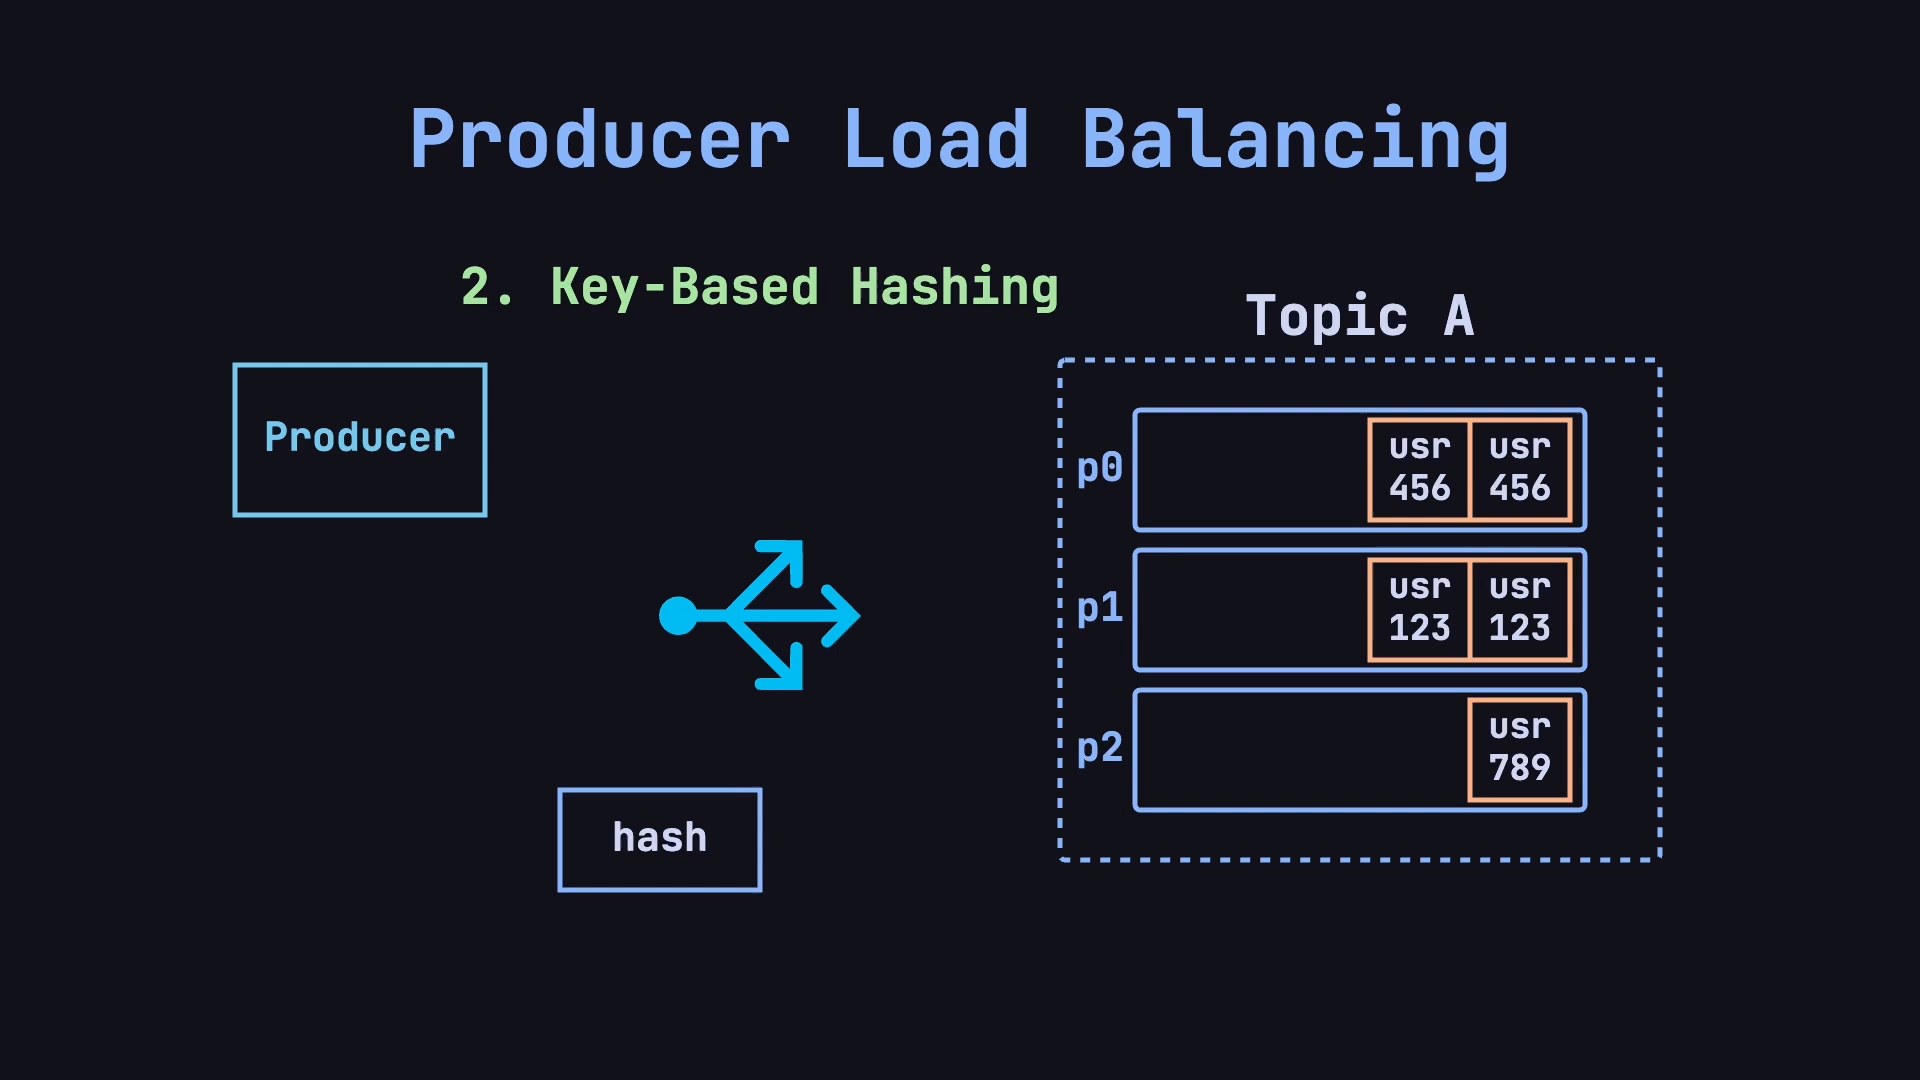 Producer Load Balancing
2. Key-Based Hashing
Topic A
Producer
p0
usr
456
usr
456
p1
usr
123
usr
123
p2
usr
789
hash